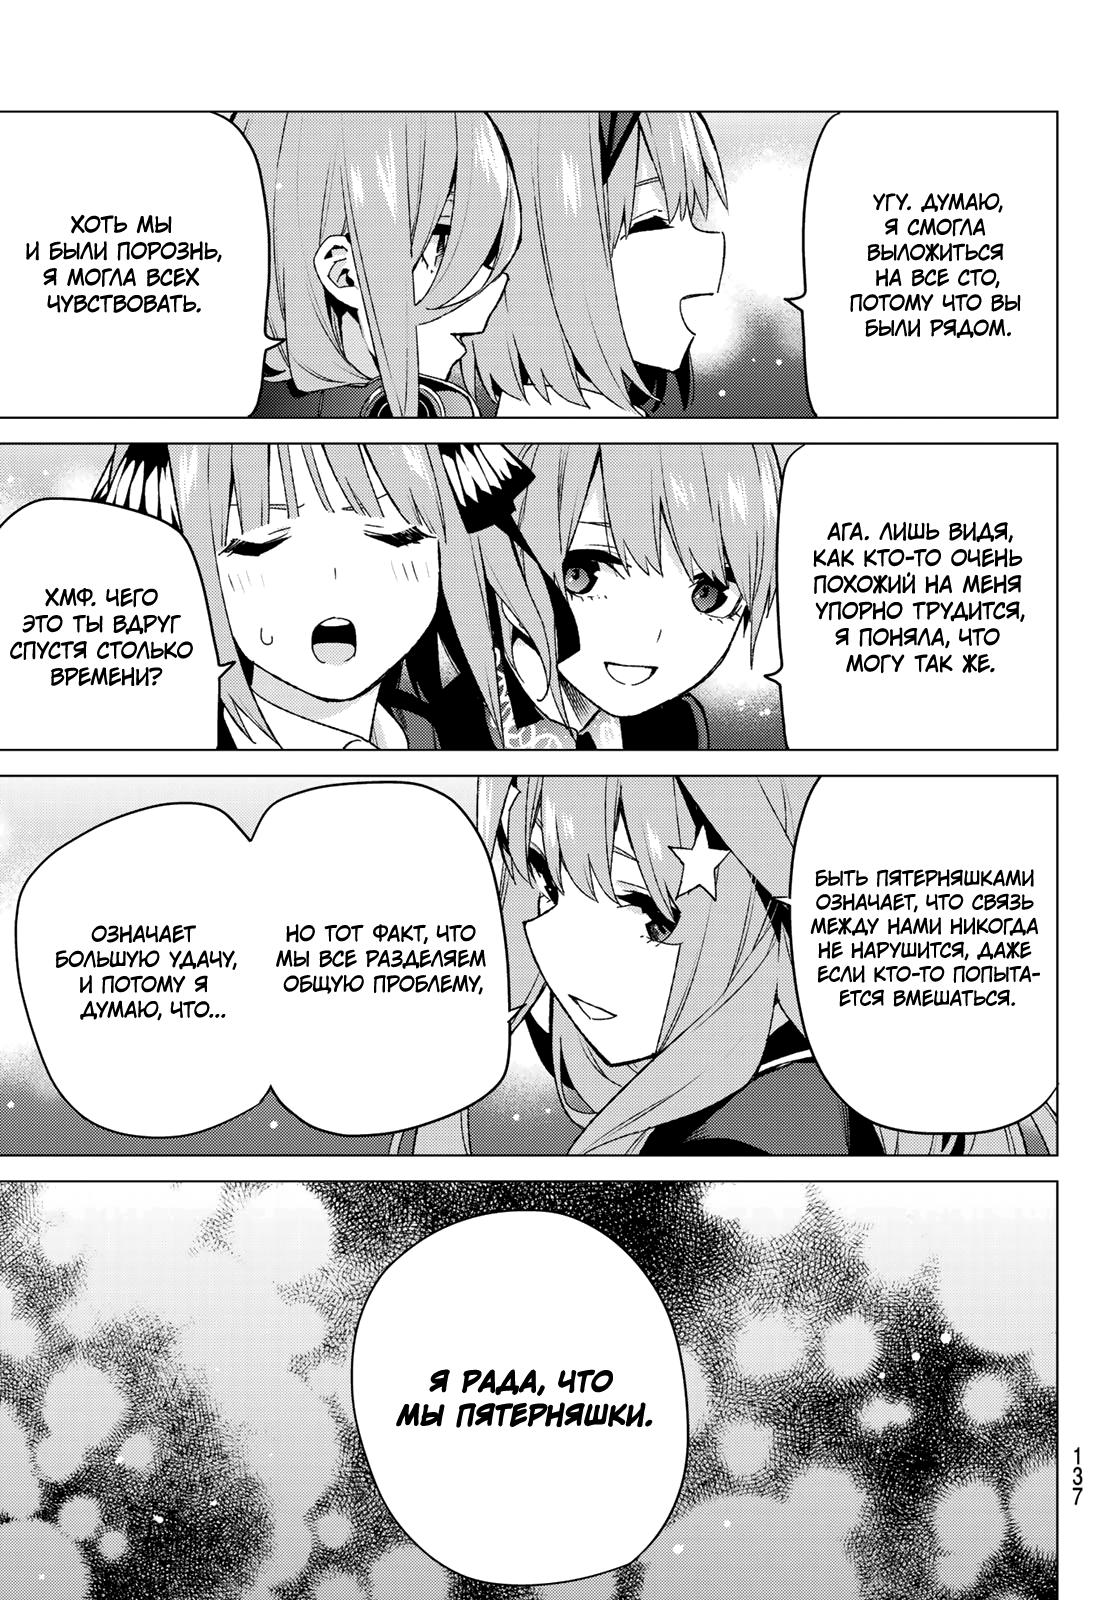 УГУ. ДУМАЮ,
Я СМОГЛА
ВЫЛОЖИТЬСЯ
НА ВСЕ СТО,
ПОТОМУ ЧТО ВЫ
БЫЛИ РЯДОМ.
ХОТЬ МЫ
И БЫЛИ ПОРОЗНЬ,
Я МОГЛА ВСЕХ
ЧУВСТВОВАТЬ.
АГА. ЛИШЬ ВИДЯ,
КАК КТО-ТО ОЧЕНЬ
ПОХОЖИЙ НА МЕНЯ
УПОРНО ТРУДИТСЯ,
Я ПОНЯЛА, ЧТО
МОГУ ТАК ЖЕ.
ХМФ. ЧЕГО
ЭТО ТЫ ВДРУГ
СПУСТЯ СТОЛЬКО
ВРЕМЕНИ?
БЫТЬ ПЯТЕРНЯШКАМИ
ОЗНАЧАЕТ, ЧТО СВЯЗЬ
МЕЖДУ НАМИ НИКОГДА
НЕ НАРУШИТСЯ, ДАЖЕ
ЕСЛИ КТО-ТО ПОПЫТА-
ЕТСЯ ВМЕШАТЬСЯ.
НО ТОТ ФАКТ, ЧТО
МЫ ВСЕ РАЗДЕЛЯЕМ
ОБЩУЮ ПРОБЛЕМУ,
ОЗНАЧАЕТ
БОЛЬШУЮ УДАЧУ,
И ПОТОМУ Я
ДУМАЮ, ЧТО...
Я РАДА, ЧТО
МЫ ПЯТЕРНЯШКИ.
137